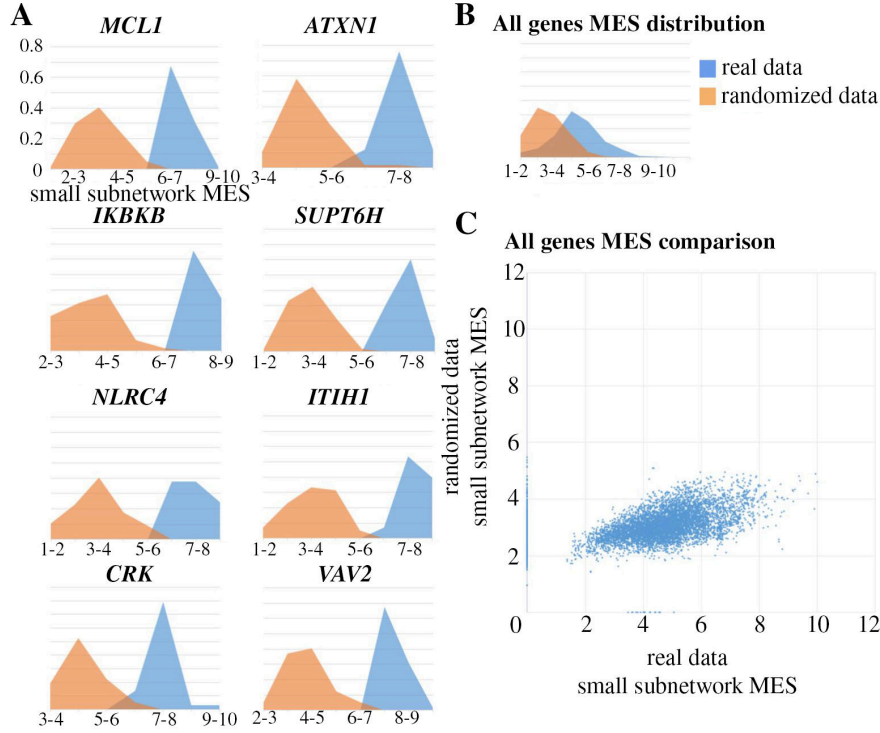 A
MCL1
ATXN1
0.8
0.6
0.4
0.2
0
2-3 4-5 6-7 9-10
3-4 5-6 7-8
small subnetwork MES
IKBKB
SUPT6H
2-3 4-5 6-7 8-9
1-2 3-4 5-6 7-8
NLRC4
ITIH1
1-2 3-4 5-6 7-8
1-2 3-4 5-6 7-8
CRK
VAV2
3-4 5-6 7-8 9-10
2-3 4-5 6-7 8-9
B
All genes MES distribution
real data
randomized data
1-2 3-4 5-6 7-8 9-10
C
All genes MES comparison
randomized data
small subnetwork MES
12
10
8
6
4
2
0 2 4 6 8 10 12
real data
small subnetwork MES